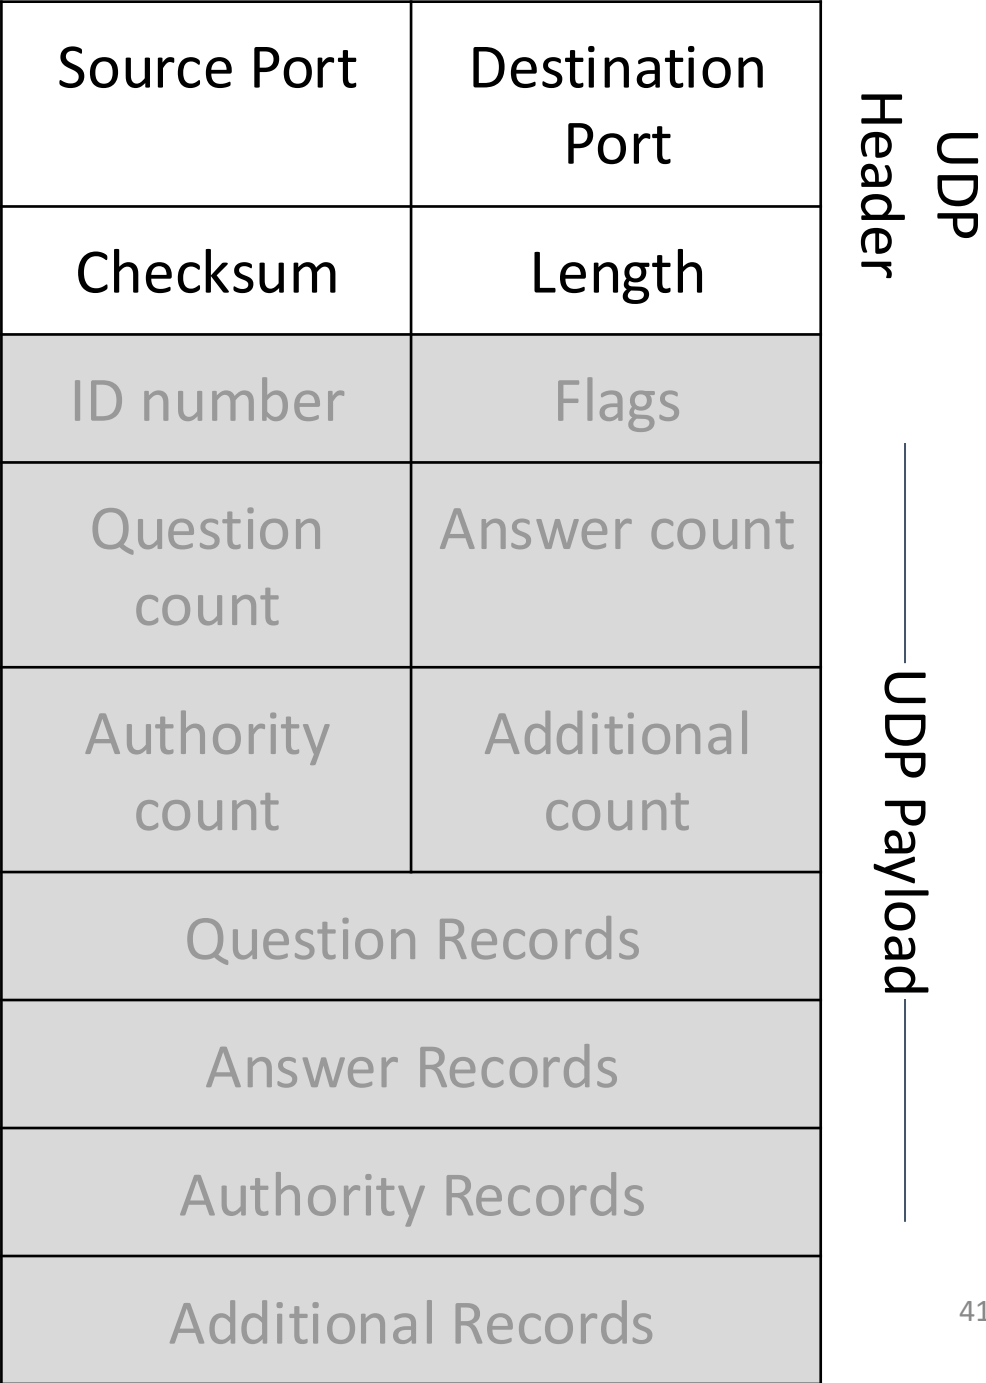 Source Port
Destination
Port
UDP
Header
Checksum
Length
ID number
Flags
Question
count
Answer count
Authority
count
Additional
count
UDP Payload
Question Records
Answer Records
Authority Records
Additional Records
41